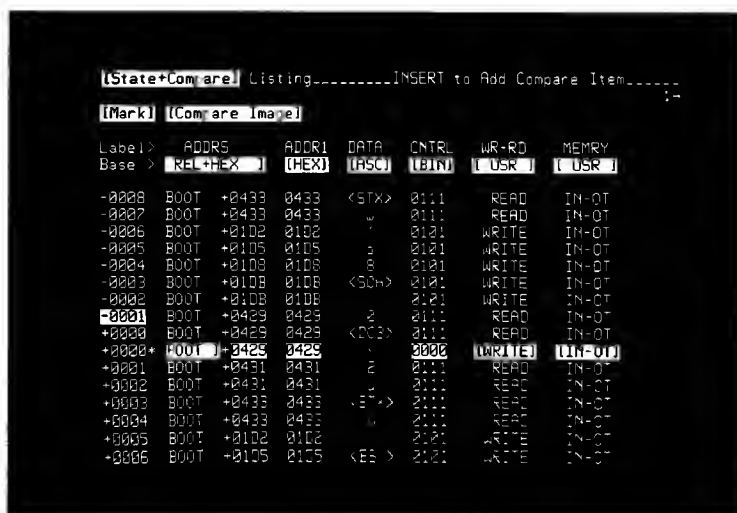 [State+Compare] Listing_________INSERT to Add Compare Item______
[Mark] [Compare Image]
Label> ADDRS ADDR1 DATA CNTRL WR-RD MEMRY
Base > [ REL+HEX ] [HEX] [ASC] [BIN] [ USR ] [ USR ]
-0008 BOOT +0433 0433 <STX> 0111 READ IN-OT
-0007 BOOT +0433 0433 0111 READ IN-OT
-0006 BOOT +01D2 01D2 0101 WRITE IN-OT
-0005 BOOT +01D5 01D5 0101 WRITE IN-OT
-0004 BOOT +01D8 01D8 8 0101 WRITE IN-OT
-0003 BOOT +01DB 01DB <SOH> 0101 WRITE IN-OT
-0002 BOOT +01DB 01DB 0101 WRITE IN-OT
-0001 BOOT +0429 0429 2 0111 READ IN-OT
+0000 BOOT +0429 0429 <DC3> 0111 READ IN-OT
+0000* +0429 0429 0000 [WRITE] [IN-OT]
+0001 BOOT +0431 0431 2 0111 READ IN-OT
+0002 BOOT +0431 0431 0111 READ IN-OT
+0003 BOOT +0433 0433 <ETX> 0111 READ IN-OT
+0004 BOOT +0433 0433 0111 READ IN-OT
+0005 BOOT +01D2 01D2 0101 WRITE IN-OT
+0006 BOOT +01D5 01D5 0101 WRITE IN-OT